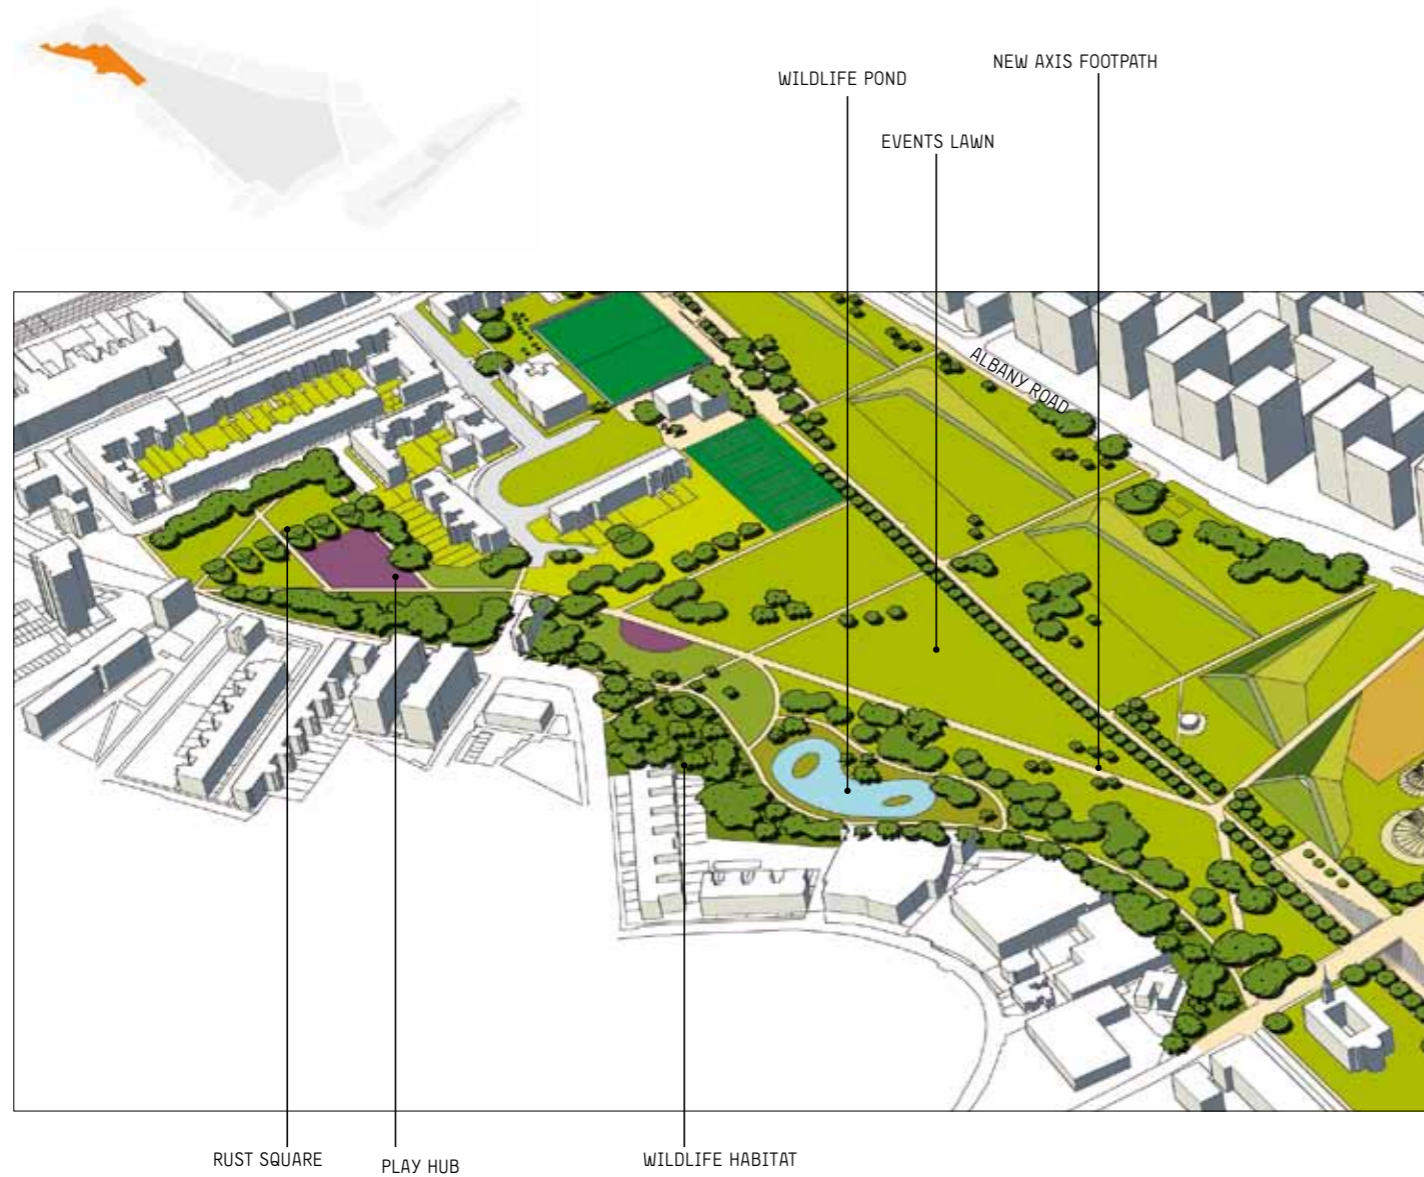 NEW AXIS FOOTPATH
WILDLIFE POND
EVENTS LAWN
ALBANY ROAD
RUST SQUARE
PLAY HUB
WILDLIFE HABITAT